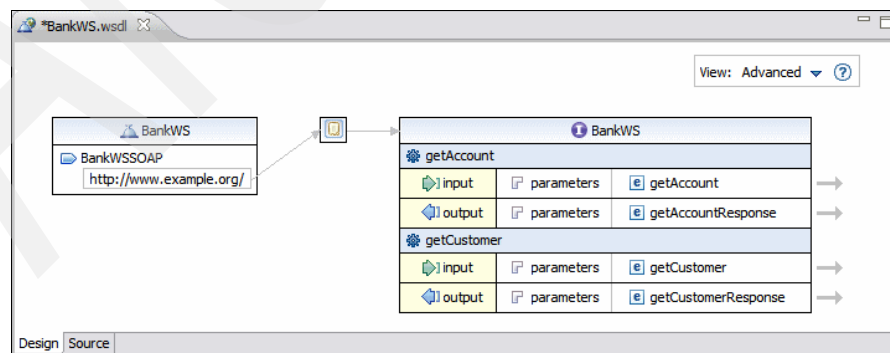 *BankWS.wsdl
View: Advanced
BankWS
BankWSSOAP
http://www.example.org/
BankWS
getAccount
input parameters e getAccount
output parameters e getAccountResponse
getCustomer
input parameters e getCustomer
output parameters e getCustomerResponse
Design Source